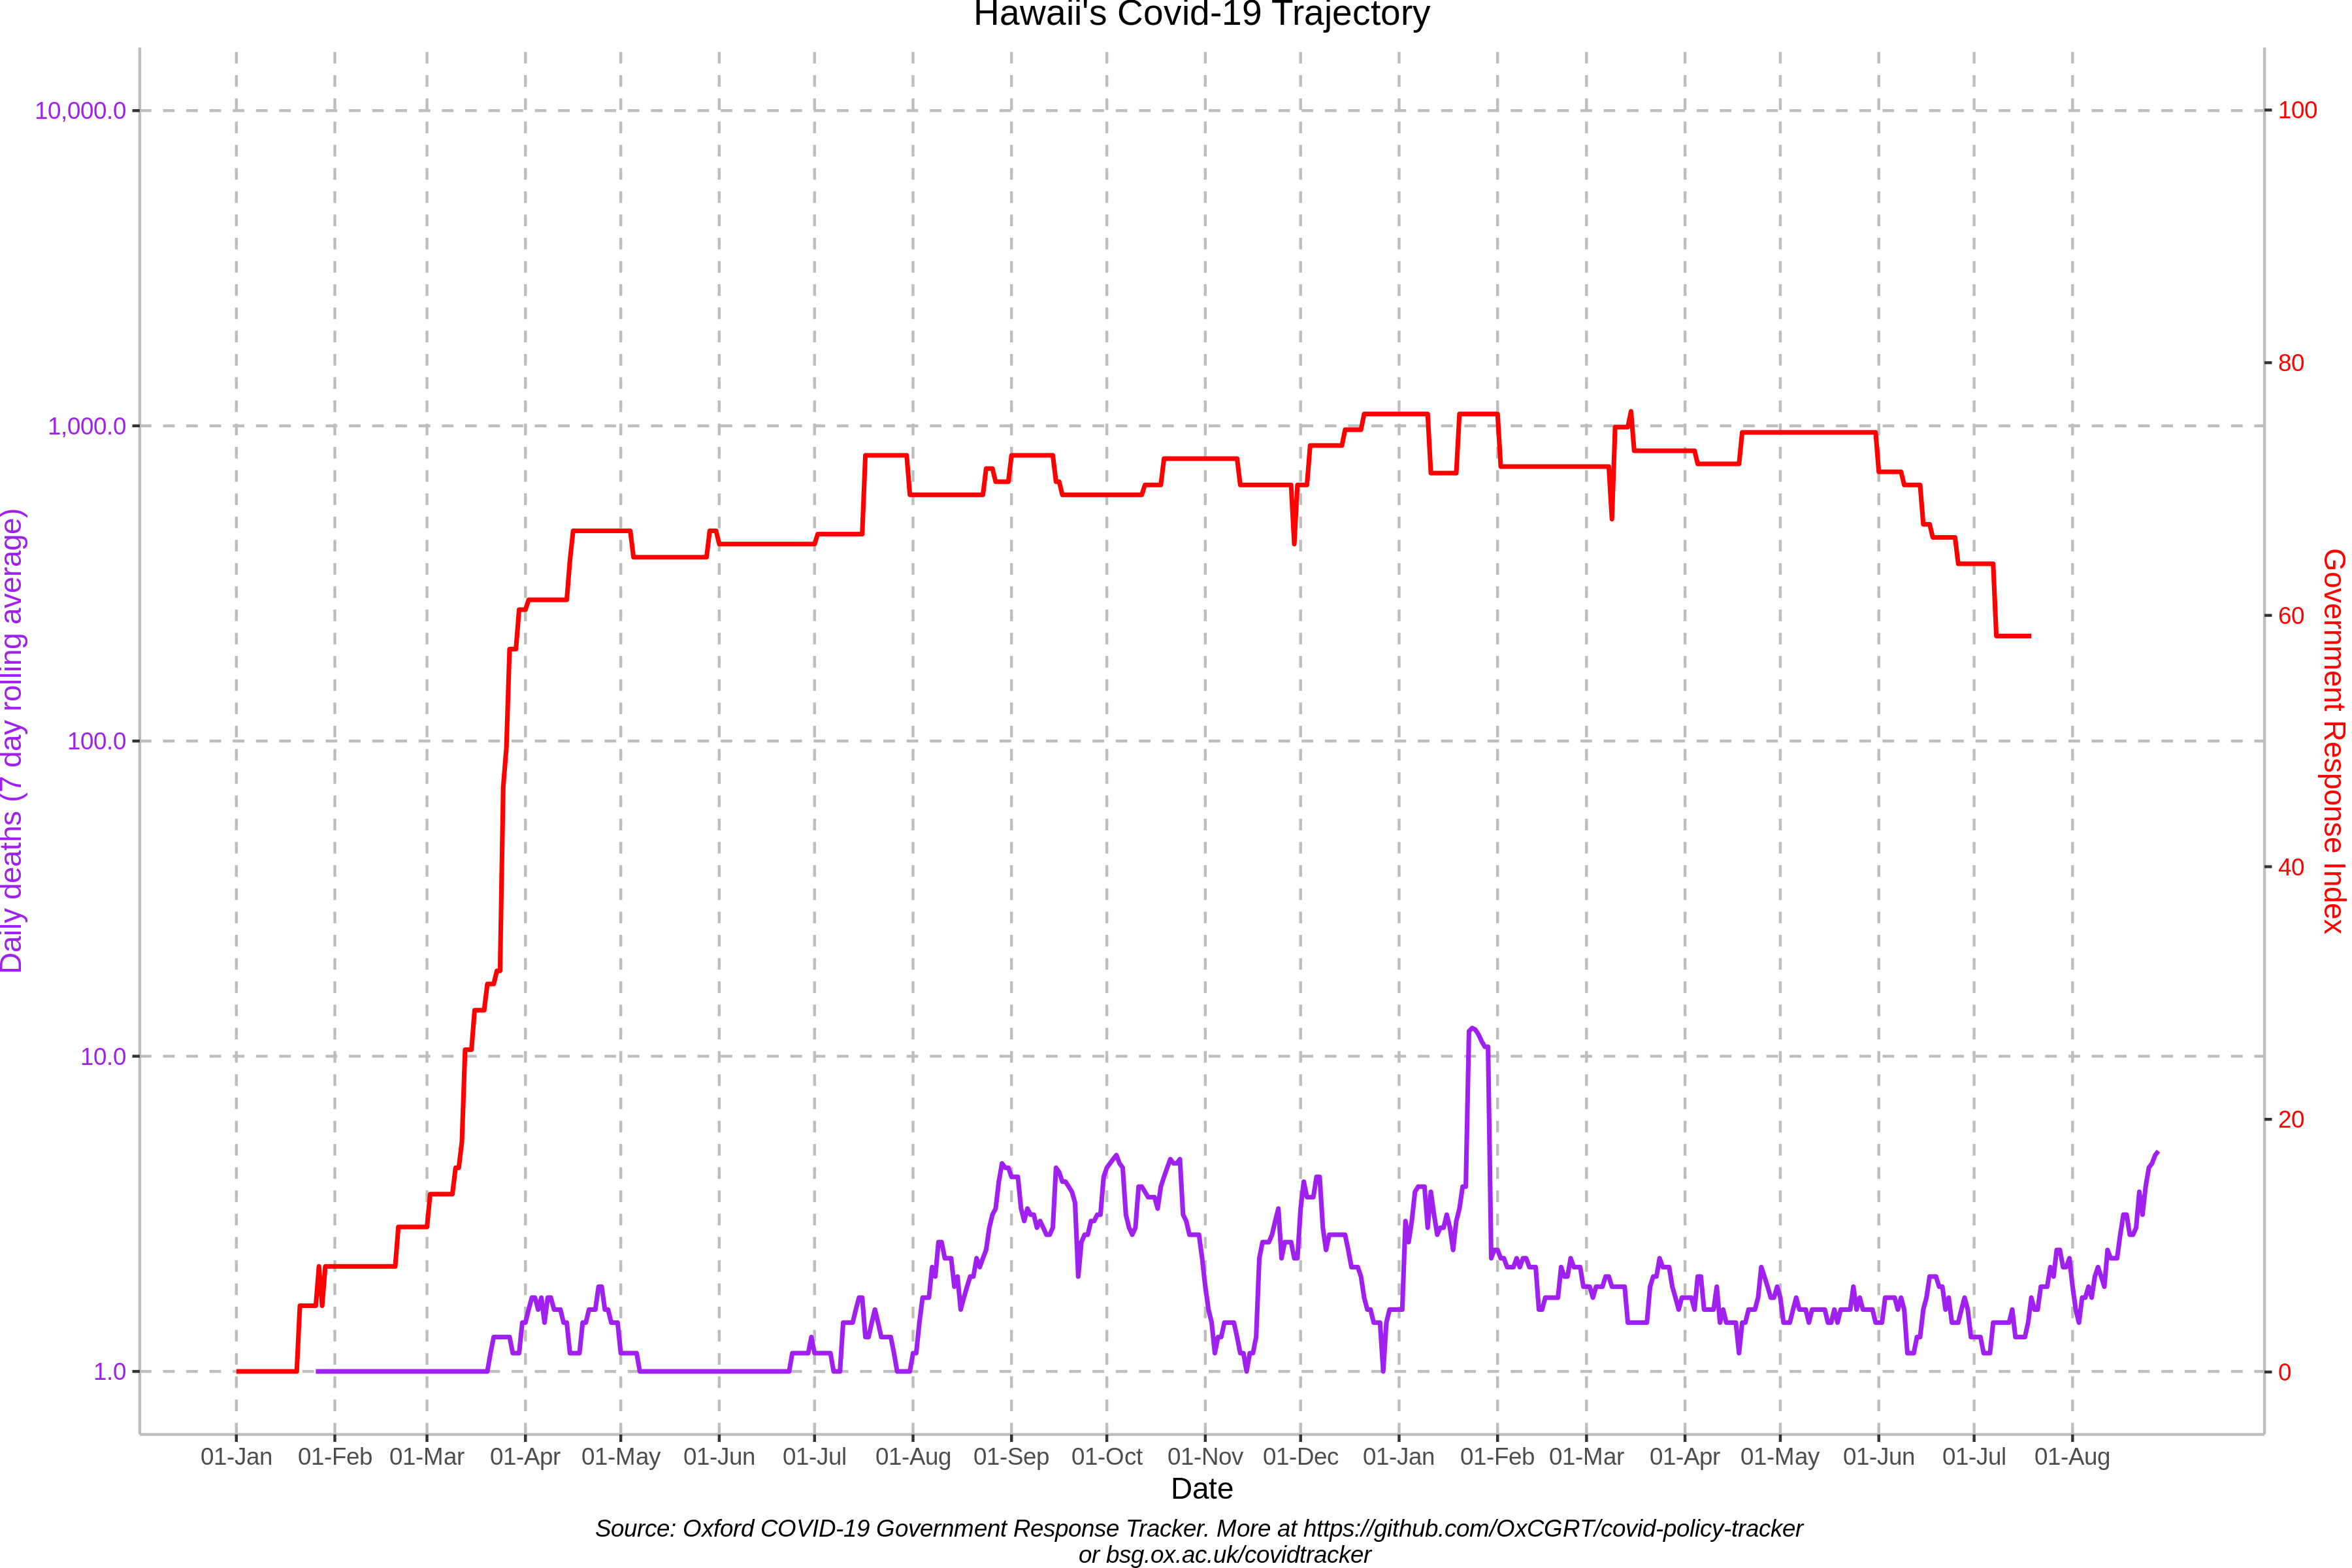 Hawaii's Covid-19 Trajectory
10,000.0
1,000.0
100.0
10.0
1.0
Daily deaths (7 day rolling average)
100
80
60
40
20
0
Government Response Index
01-Jan 01-Feb 01-Mar 01-Apr 01-May 01-Jun 01-Jul 01-Aug 01-Sep 01-Oct 01-Nov 01-Dec 01-Jan 01-Feb 01-Mar 01-Apr 01-May 01-Jun 01-Jul 01-Aug
Date
Source: Oxford COVID-19 Government Response Tracker. More at https://github.com/OxCGRT/covid-policy-tracker
or bsg.ox.ac.uk/covidtracker